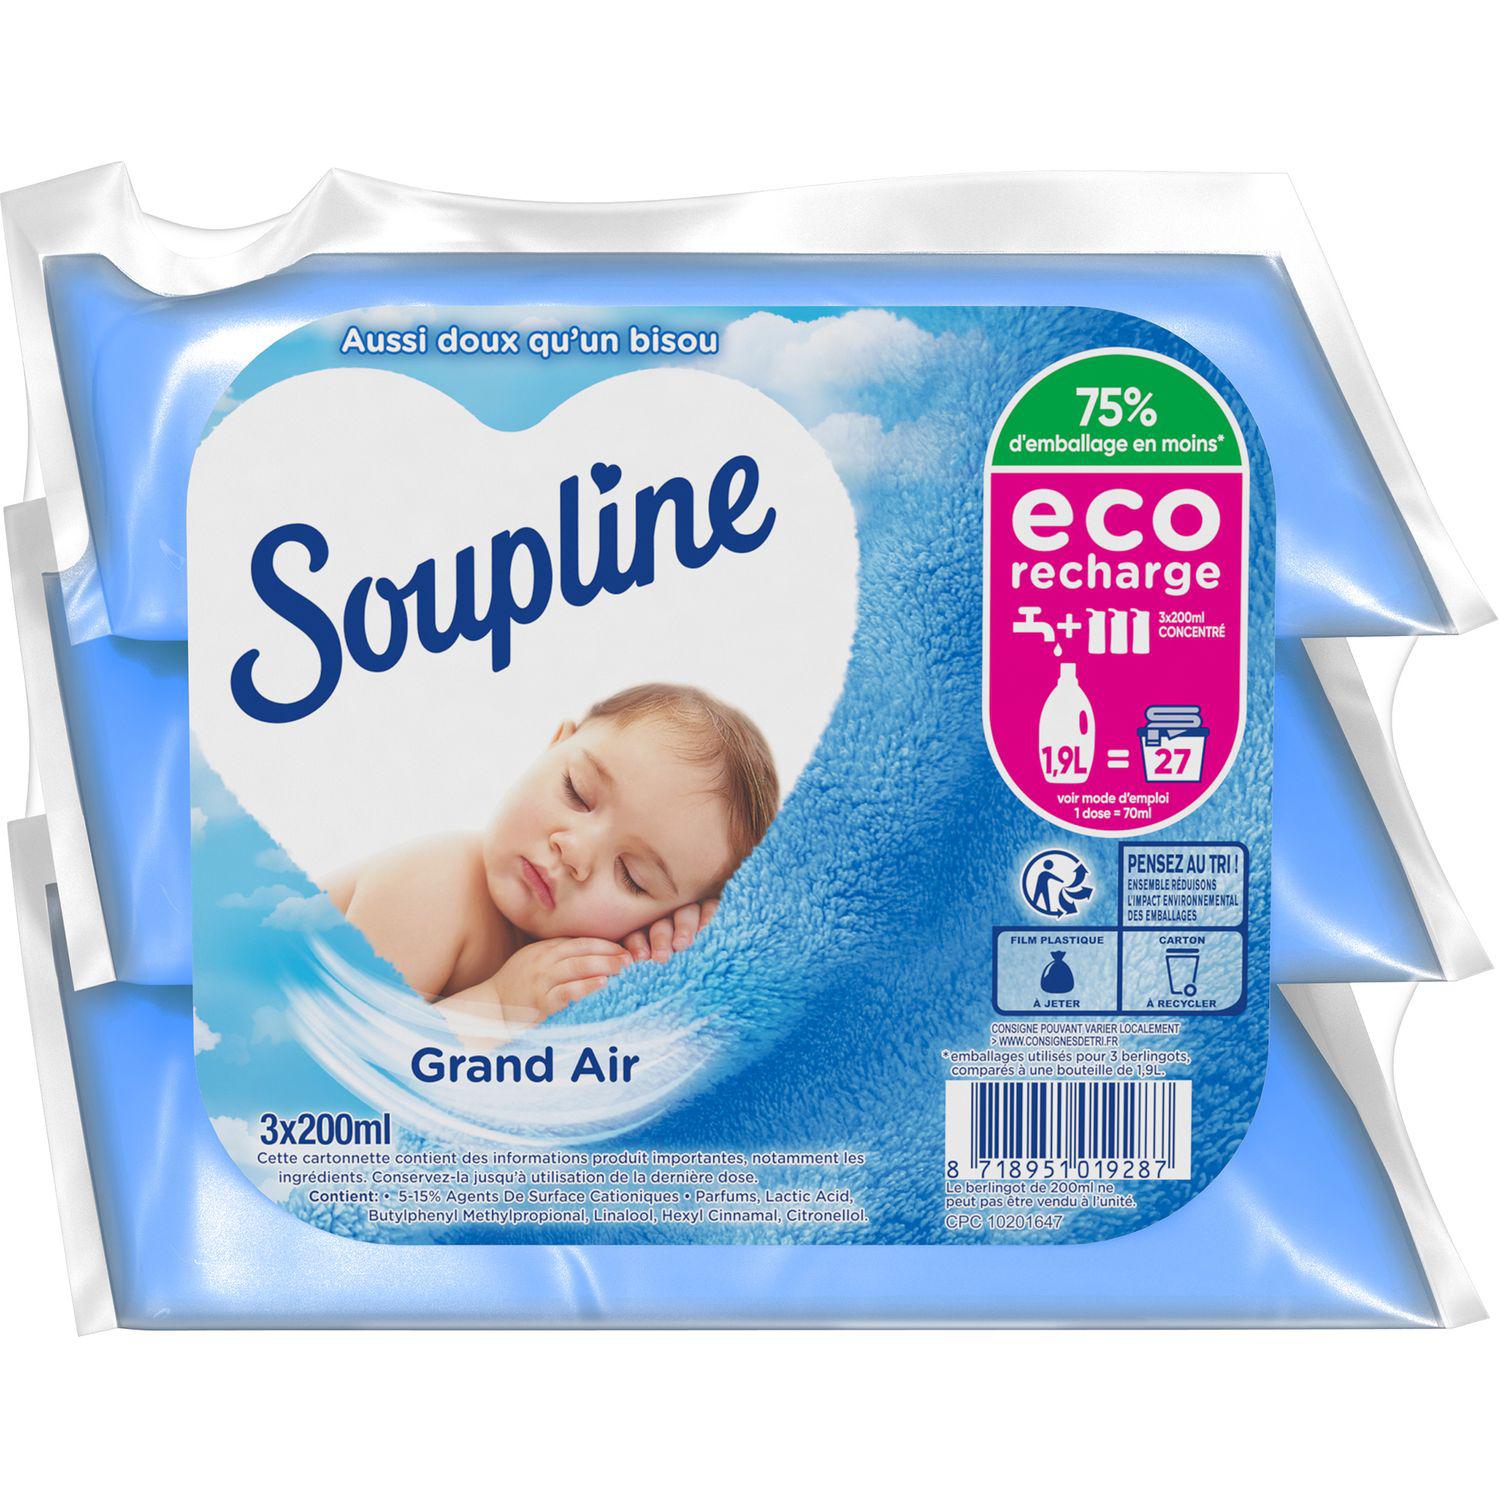 Aussi doux qu'un bisou
Soupline
Grand Air
3x200ml
Cette cartonnette contient des informations produit importantes, notamment les
ingrédients. Conservez-la jusqu'à utilisation de la dernière dose.
Contient: • 5-15% Agents De Surface Cationiques • Parfums, Lactic Acid,
Butylphenyl Methylpropional, Linalool, Hexyl Cinnamal, Citronellol.
75%
d'emballage en moins*
eco
recharge
+
3x200ml
CONCENTRÉ
1,9L = 27
voir mode d'emploi
1 dose = 70ml
PENSEZ AU TRI !
ENSEMBLE RÉDUISONS
L'IMPACT ENVIRONNEMENTAL
DES EMBALLAGES
FILM PLASTIQUE
À JETER
CARTON
À RECYCLER
CONSIGNE POUVANT VARIER LOCALEMENT
> WWW.CONSIGNESDETRI.FR
*emballages utilisés pour 3 berlingots,
comparés à une bouteille de 1,9L.
8 718951 019287
Le berlingot de 200ml ne
peut pas être vendu à l'unité.
CPC 10201647